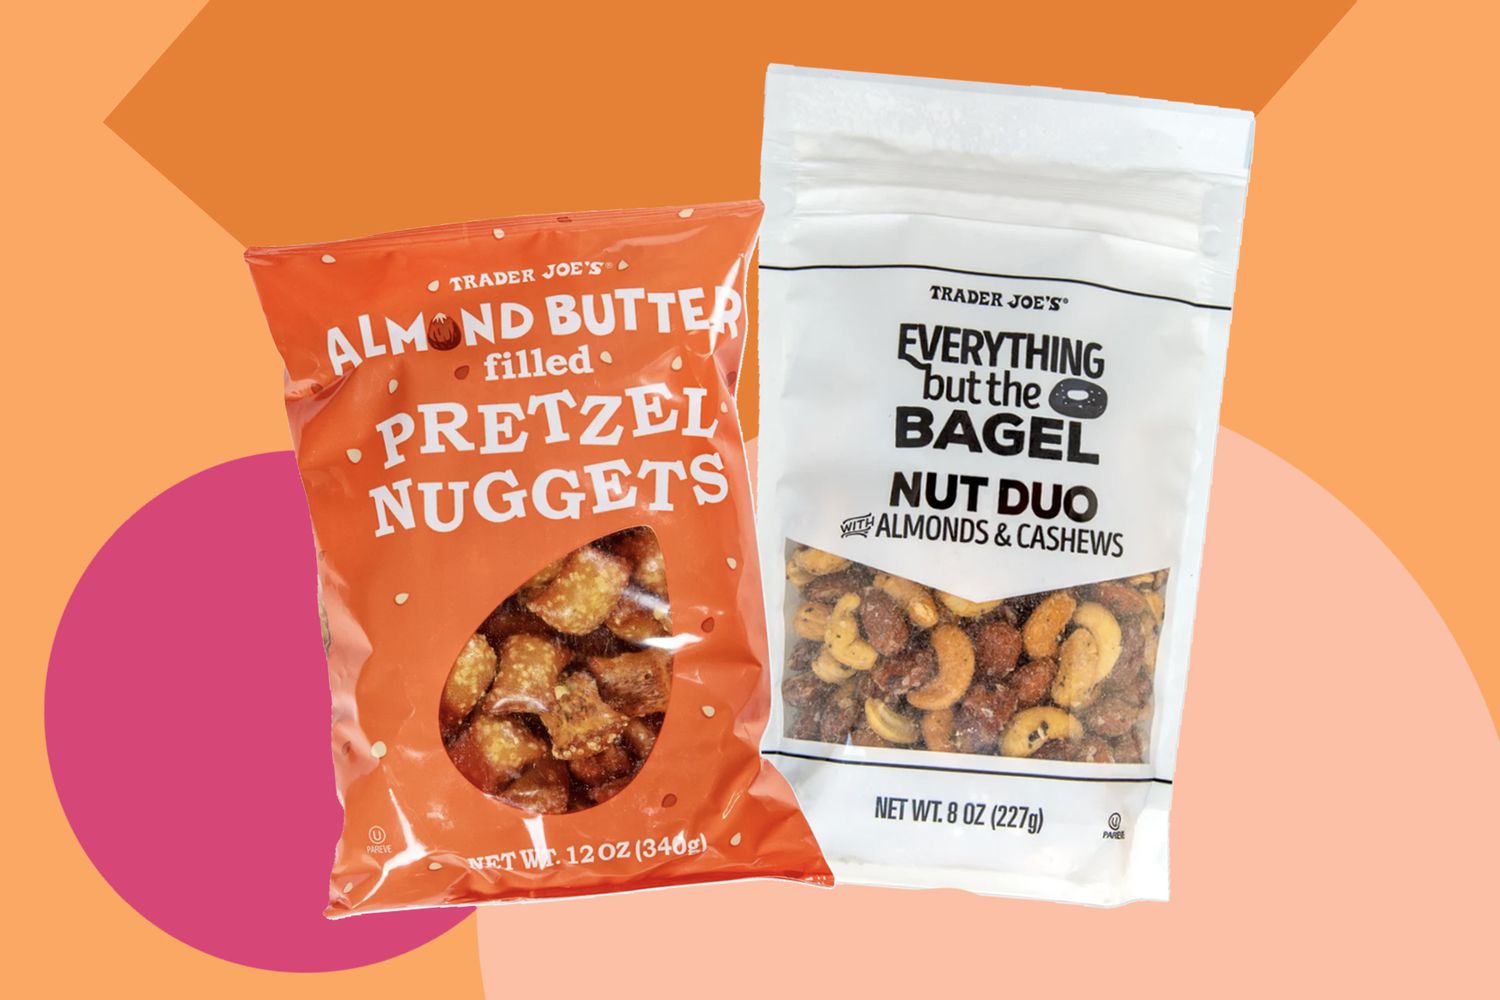 TRADER JOE'S®
ALMOND BUTTER
filled
PRETZEL
NUGGETS
U
PAREVE
NET WT. 12 OZ (340g)
TRADER JOE'S®
EVERYTHING
but the
BAGEL
NUT DUO
WITH ALMONDS & CASHEWS
NET WT. 8 OZ (227g)
U
PAREVE